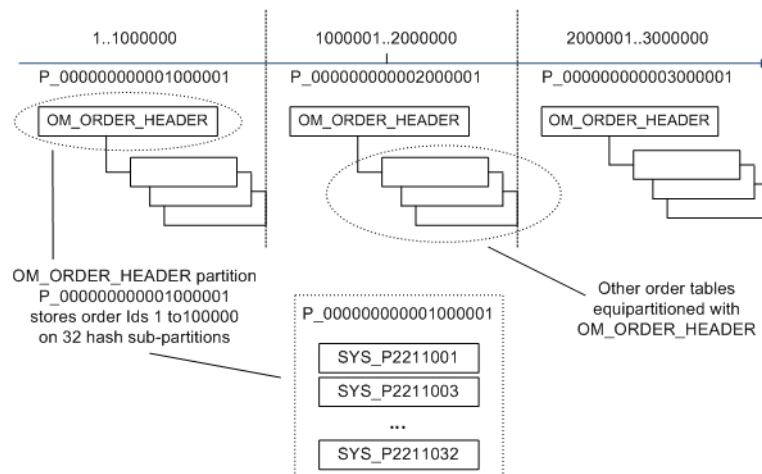 1..1000000
1000001..2000000
2000001..3000000
P_000000000001000001
P_000000000002000001
P_000000000003000001
OM_ORDER_HEADER
OM_ORDER_HEADER
OM_ORDER_HEADER
OM_ORDER_HEADER partition
P_000000000001000001
stores order Ids 1 to100000
on 32 hash sub-partitions
Other order tables
equipartitioned with
OM_ORDER_HEADER
P_000000000001000001
SYS_P2211001
SYS_P2211003
...
SYS_P2211032